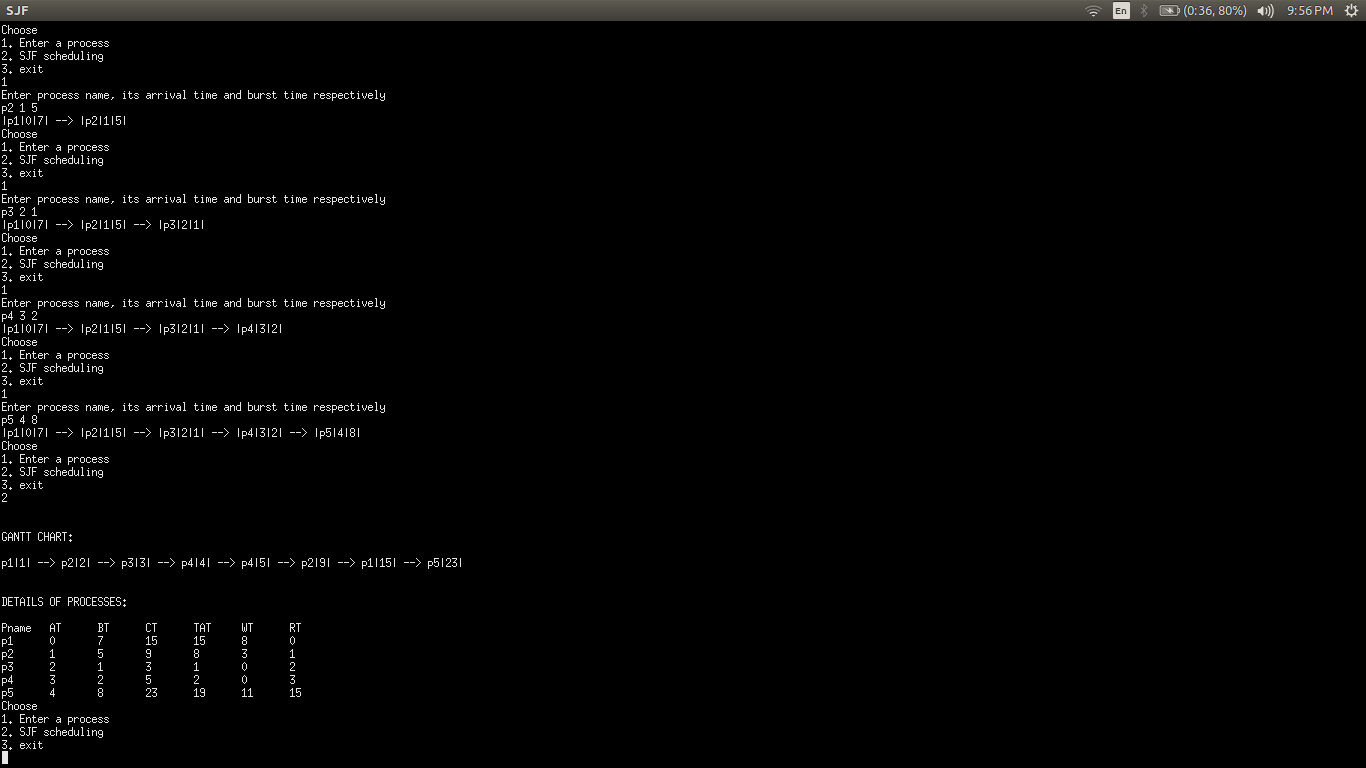 SJF
En (0:36, 80%) 9:56 PM
Choose
1. Enter a process
2. SJF scheduling
3. exit
1
Enter process name, its arrival time and burst time respectively
p2 1 5
|p1|0|7| --> |p2|1|5|
Choose
1. Enter a process
2. SJF scheduling
3. exit
1
Enter process name, its arrival time and burst time respectively
p3 2 1
|p1|0|7| --> |p2|1|5| --> |p3|2|1|
Choose
1. Enter a process
2. SJF scheduling
3. exit
1
Enter process name, its arrival time and burst time respectively
p4 3 2
|p1|0|7| --> |p2|1|5| --> |p3|2|1| --> |p4|3|2|
Choose
1. Enter a process
2. SJF scheduling
3. exit
1
Enter process name, its arrival time and burst time respectively
p5 4 8
|p1|0|7| --> |p2|1|5| --> |p3|2|1| --> |p4|3|2| --> |p5|4|8|
Choose
1. Enter a process
2. SJF scheduling
3. exit
2
GANTT CHART:
p1|1| --> p2|2| --> p3|3| --> p4|4| --> p4|5| --> p2|9| --> p1|15| --> p5|23|
DETAILS OF PROCESSES:
Pname AT BT CT TAT WT RT
p1 0 7 15 15 8 0
p2 1 5 9 8 3 1
p3 2 1 3 1 0 2
p4 3 2 5 2 0 3
p5 4 8 23 19 11 15
Choose
1. Enter a process
2. SJF scheduling
3. exit